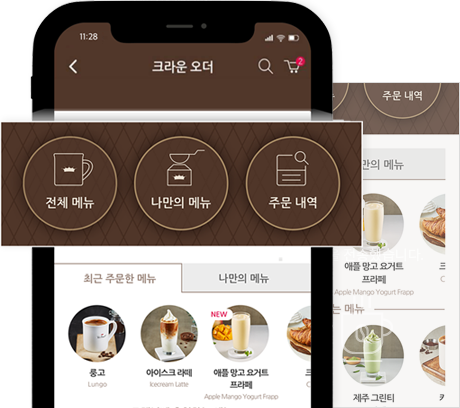 11:28
크라운 오더
2
주문 내역
전체 메뉴
나만의 메뉴
주문 내역
만의 메뉴
최근 주문한 메뉴
나만의 메뉴
애플 망고 요거트
프라페
Apple Mango Yogurt Frapp
는 메뉴
NEW
룽고
Lungo
아이스크 라떼
Icecream Latte
애플 망고 요거트
프라페
Apple Mango Yogurt Frapp
제주 그린티